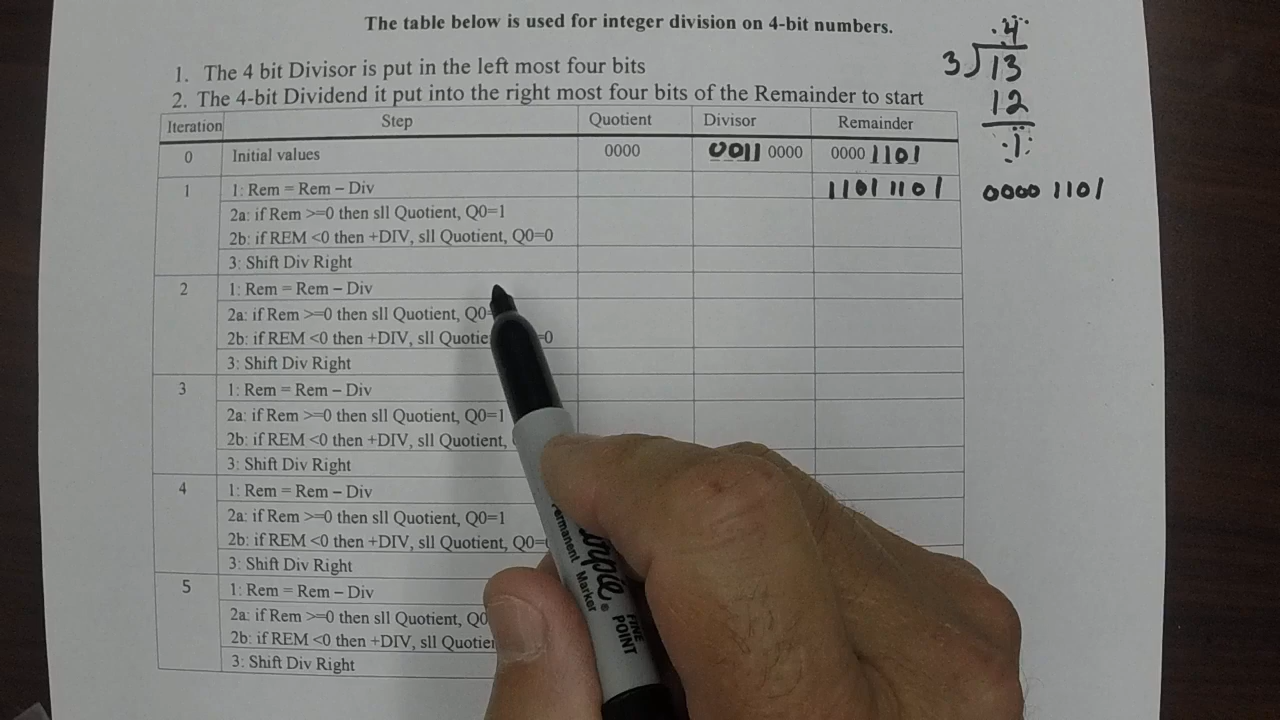 The table below is used for integer division on 4-bit numbers.
.4
3 13
12
1
1. The 4 bit Divisor is put in the left most four bits
2. The 4-bit Dividend it put into the right most four bits of the Remainder to start
Iteration Step Quotient Divisor Remainder
0 Initial values 0000 0011 0000 0000 1101
1 1: Rem = Rem – Div 1101 1101 0000 1101
2a: if Rem >=0 then sll Quotient, Q0=1
2b: if REM <0 then +DIV, sll Quotient, Q0=0
3: Shift Div Right
2 1: Rem = Rem – Div
2a: if Rem >=0 then sll Quotient, Q0=
2b: if REM <0 then +DIV, sll =0
3: Shift Div Right
3 1: Rem = Rem – Div
2a: if Rem >=0 then sll Quotient, Q0=1
2b: if REM <0 then +DIV, sll Quotient,
3: Shift Div Right
4 1: Rem = Rem – Div
2a: if Rem >=0 then sll Quotient, Q0=1
2b: if REM <0 then +DIV, sll Quotient, Q0=
3: Shift Div Right
5 1: Rem = Rem – Div
2a: if Rem >=0 then sll Quotient, Q0
2b: if REM <0 then +DIV, sll
3: Shift Div Right
Permanent Marker
FINE
POINT